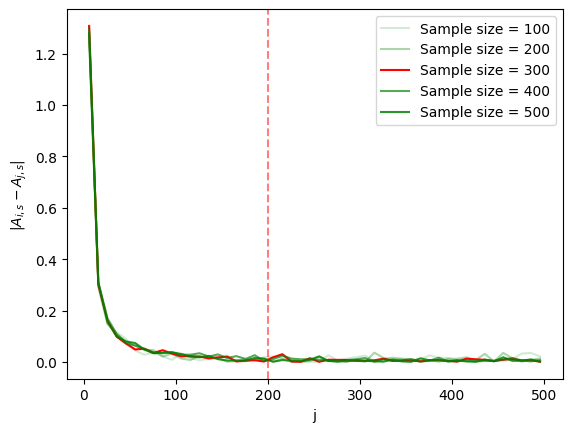 Sample size = 100
Sample size = 200
Sample size = 300
Sample size = 400
Sample size = 500
|A_{i,s} − A_{j,s}|
1.2
1.0
0.8
0.6
0.4
0.2
0.0
0 100 200 300 400 500
j